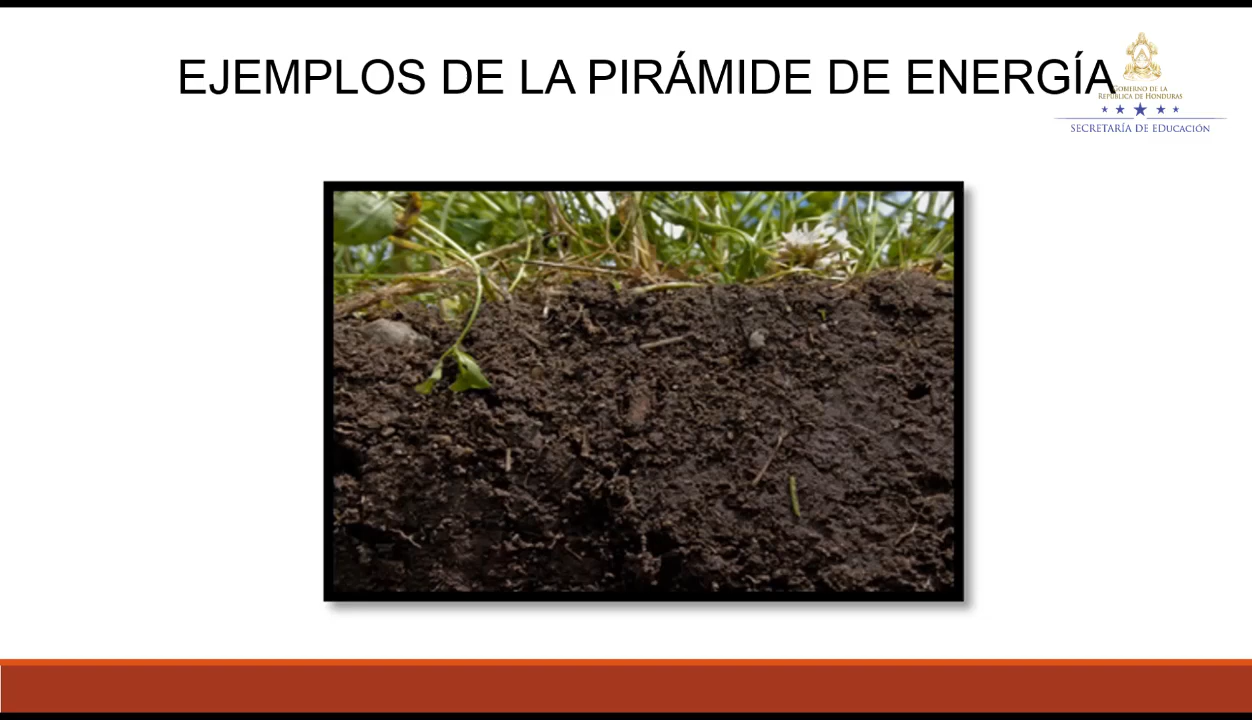 EJEMPLOS DE LA PIRÁMIDE DE ENERGÍA
GOBIERNO DE LA
REPÚBLICA DE HONDURAS
SECRETARÍA DE EDUCACIÓN